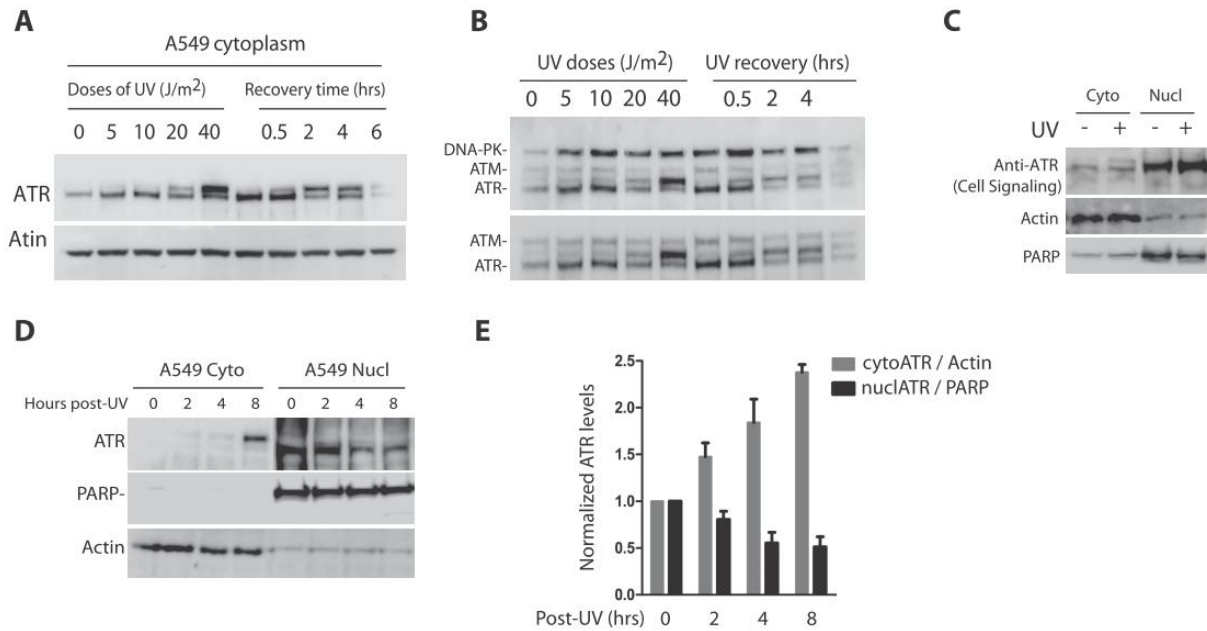 A
A549 cytoplasm
Doses of UV (J/m2) Recovery time (hrs)
0 5 10 20 40 0.5 2 4 6
ATR
Atin
B
UV doses (J/m2) UV recovery (hrs)
0 5 10 20 40 0.5 2 4
DNA-PK-
ATM-
ATR-
ATM-
ATR-
C
Cyto Nucl
UV - + - +
Anti-ATR
(Cell Signaling)
Actin
PARP
D
A549 Cyto A549 Nucl
Hours post-UV 0 2 4 8 0 2 4 8
ATR
PARP-
Actin
E
cytoATR / Actin
nuclATR / PARP
Normalized ATR levels
2.5
2.0
1.5
1.0
0.5
0.0
Post-UV (hrs) 0 2 4 8